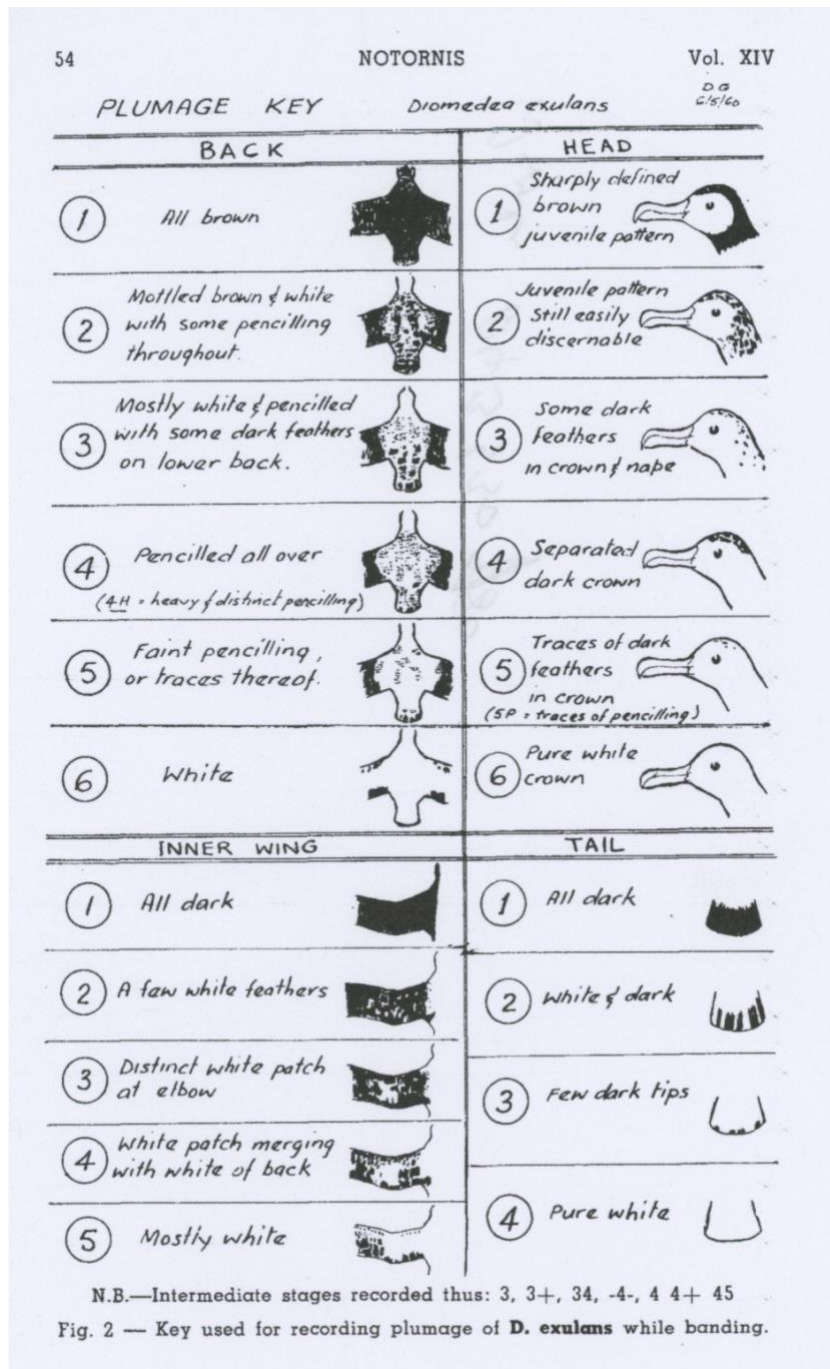 54 NOTORNIS Vol. XIV
D G
6/5/60
PLUMAGE KEY Diomedea exulans
BACK
1 All brown
2 Mottled brown & white
with some pencilling
throughout.
3 Mostly white & pencilled
with some dark feathers
on lower back.
4 Pencilled all over
(4H = heavy & distinct pencilling)
5 Faint pencilling,
or traces thereof.
6 White
HEAD
1 Sharply defined
brown
juvenile pattern
2 Juvenile pattern
Still easily
discernable
3 Some dark
feathers
in crown & nape
4 Separated
dark crown
5 Traces of dark
feathers
in crown
(5P = traces of pencilling)
6 Pure white
crown
INNER WING
1 All dark
2 A few white feathers
3 Distinct white patch
at elbow
4 White patch merging
with white of back
5 Mostly white
TAIL
1 All dark
2 White & dark
3 Few dark tips
4 Pure white
N.B.—Intermediate stages recorded thus: 3, 3+, 34, -4-, 4 4+ 45
Fig. 2 — Key used for recording plumage of D. exulans while banding.